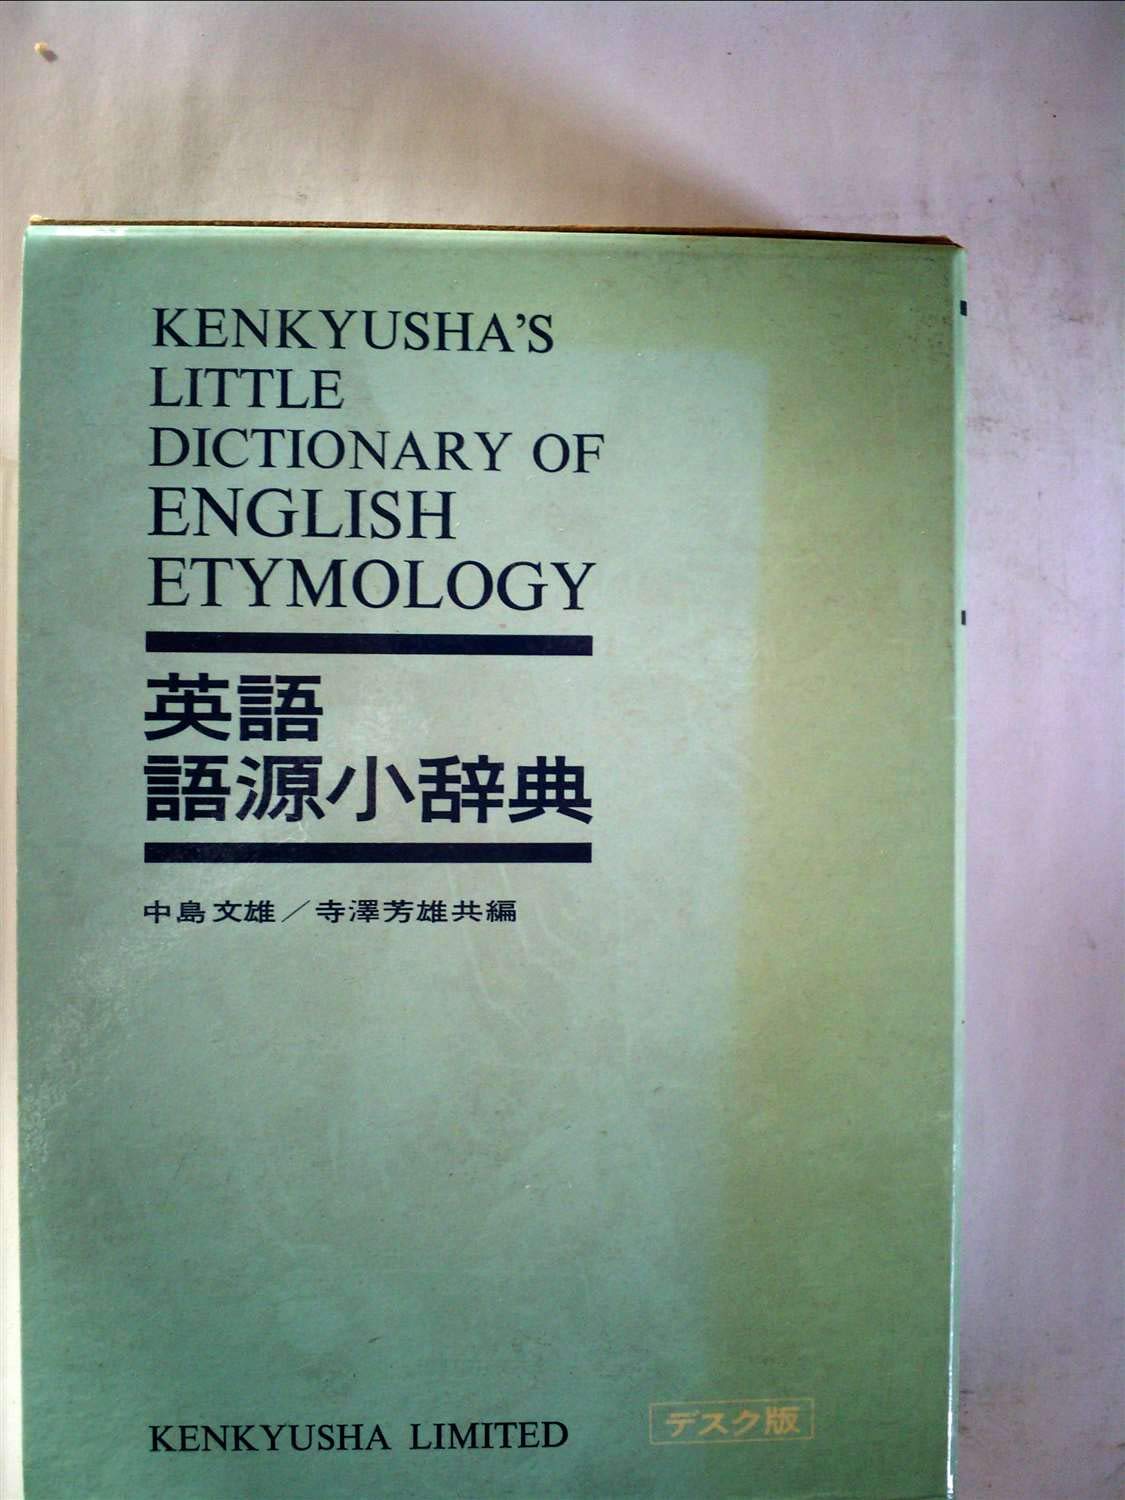 KENKYUSHA'S
LITTLE
DICTIONARY OF
ENGLISH
ETYMOLOGY
英語
語源小辞典
中島文雄／寺澤芳雄共編
KENKYUSHA LIMITED
デスク版